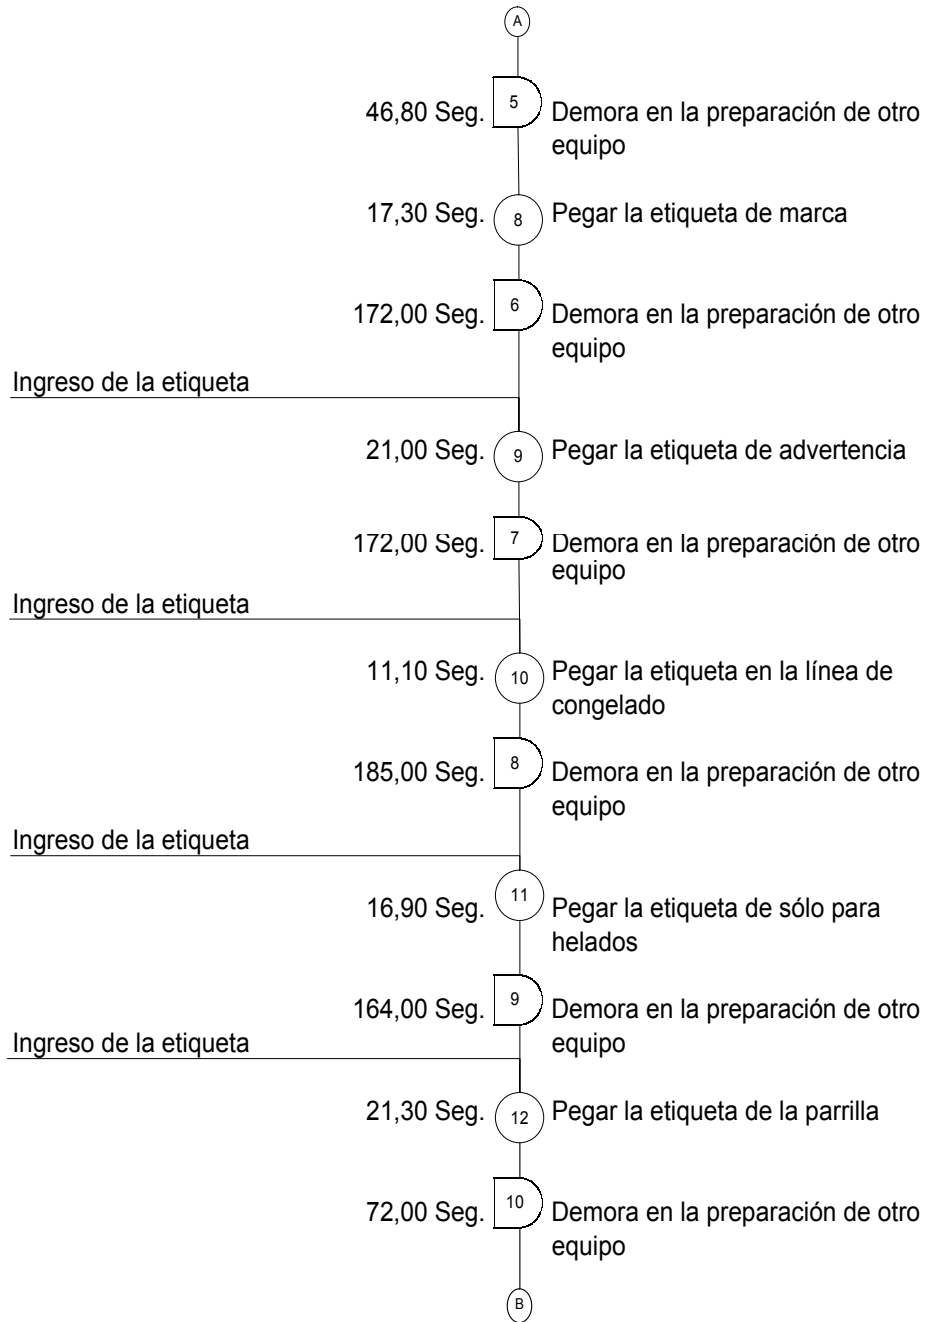 A
46,80 Seg. 5 Demora en la preparación de otro
equipo
17,30 Seg. 8 Pegar la etiqueta de marca
172,00 Seg. 6 Demora en la preparación de otro
equipo
Ingreso de la etiqueta
21,00 Seg. 9 Pegar la etiqueta de advertencia
172,00 Seg. 7 Demora en la preparación de otro
equipo
Ingreso de la etiqueta
11,10 Seg. 10 Pegar la etiqueta en la línea de
congelado
185,00 Seg. 8 Demora en la preparación de otro
equipo
Ingreso de la etiqueta
16,90 Seg. 11 Pegar la etiqueta de sólo para
helados
164,00 Seg. 9 Demora en la preparación de otro
equipo
Ingreso de la etiqueta
21,30 Seg. 12 Pegar la etiqueta de la parrilla
72,00 Seg. 10 Demora en la preparación de otro
equipo
B